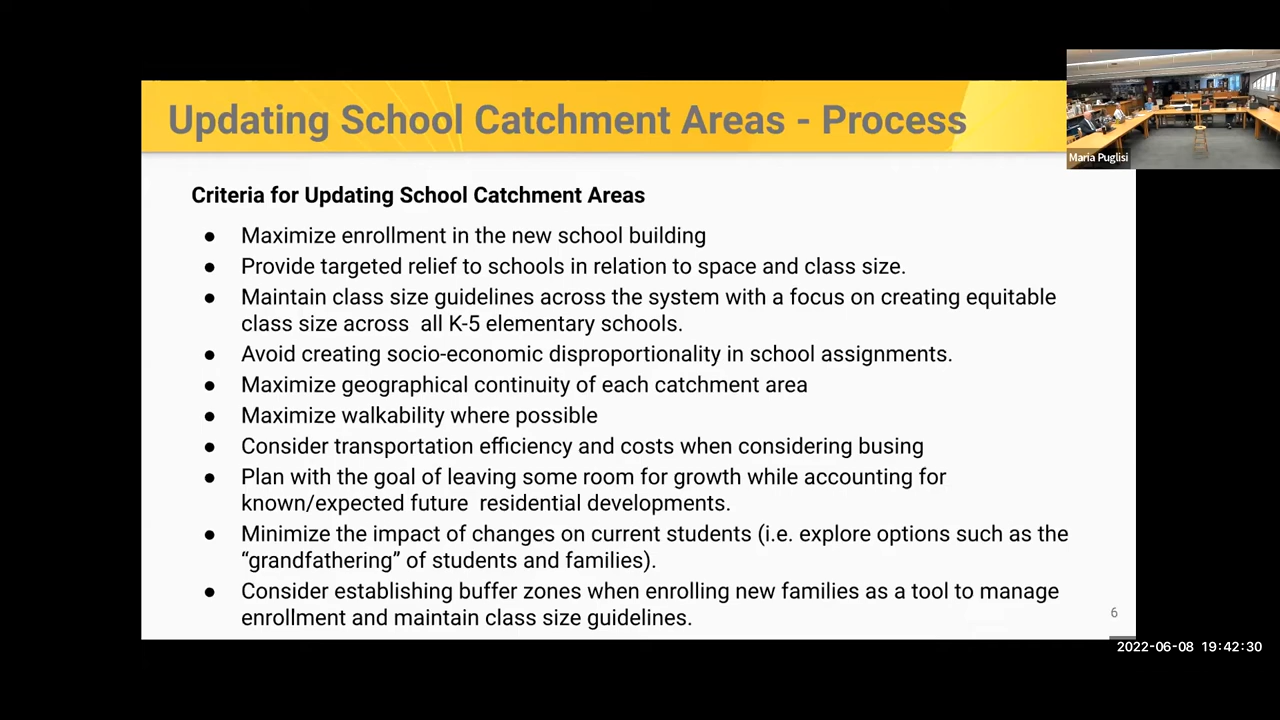 Updating School Catchment Areas - Process
Maria Puglisi
Criteria for Updating School Catchment Areas
● Maximize enrollment in the new school building
● Provide targeted relief to schools in relation to space and class size.
● Maintain class size guidelines across the system with a focus on creating equitable
class size across  all K-5 elementary schools.
● Avoid creating socio-economic disproportionality in school assignments.
● Maximize geographical continuity of each catchment area
● Maximize walkability where possible
● Consider transportation efficiency and costs when considering busing
● Plan with the goal of leaving some room for growth while accounting for
known/expected future  residential developments.
● Minimize the impact of changes on current students (i.e. explore options such as the
“grandfathering” of students and families).
● Consider establishing buffer zones when enrolling new families as a tool to manage
enrollment and maintain class size guidelines.
6
2022-06-08 19:42:30